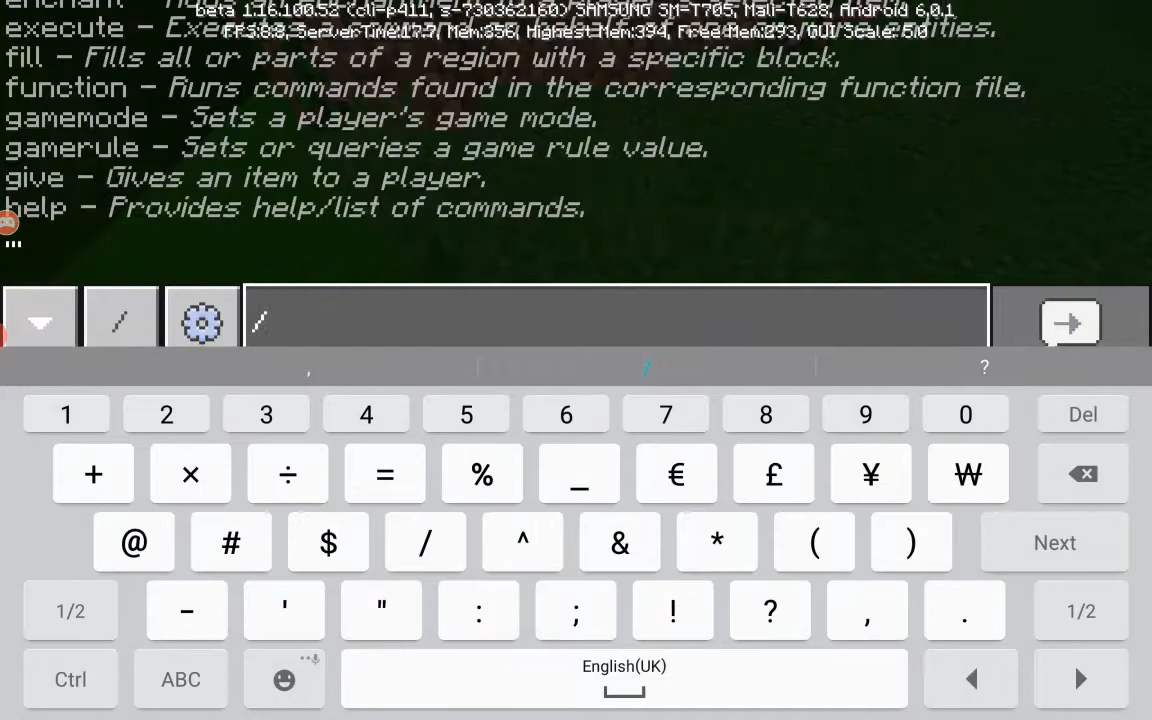 enchant –
beta 1.16.100.52 SAMSUNG SM-T705, Mali-T628, Android 6.0.1
execute –
fill – Fills all or parts of a region with a specific block.
function – Runs commands found in the corresponding function file.
gamemode – Sets a player's game mode.
gamerule – Sets or queries a game rule value.
give – Gives an item to a player.
help – Provides help/list of commands.
...
/ /
, / ?
1 2 3 4 5 6 7 8 9 0 Del
+ × ÷ = % _ € £ ¥ ₩
@ # $ / ^ & * ( ) Next
1/2 - ' " : ; ! ? , . 1/2
Ctrl ABC English(UK)